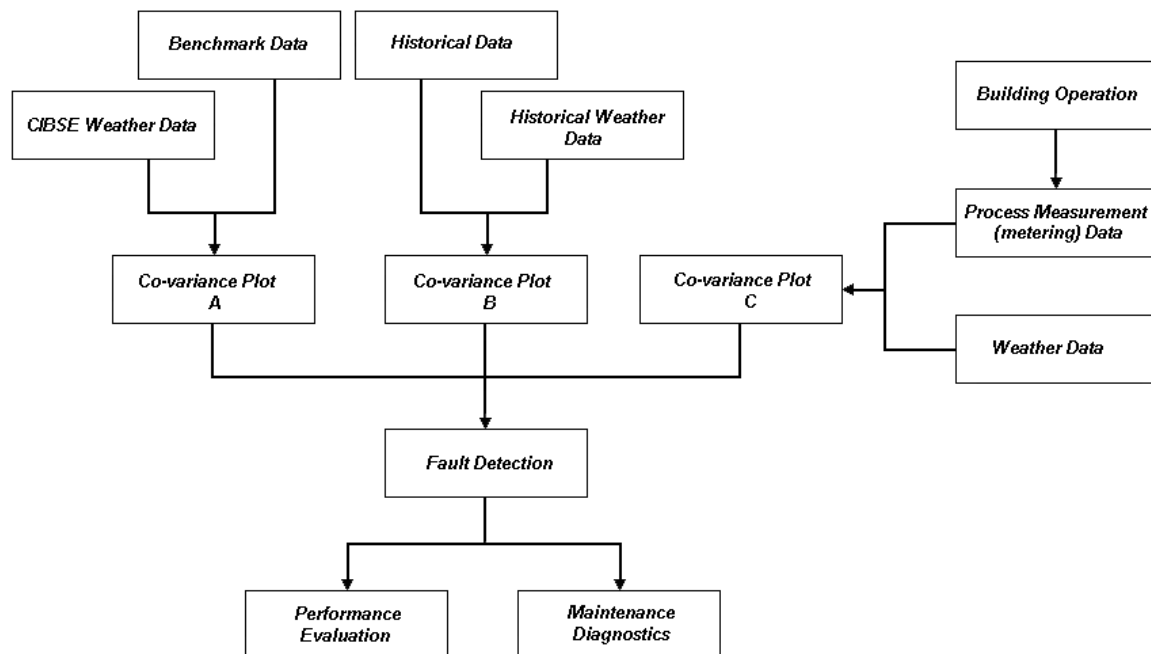 Benchmark Data
Historical Data
CIBSE Weather Data
Historical Weather
Data
Building Operation
Process Measurement
(metering) Data
Co-variance Plot
A
Co-variance Plot
B
Co-variance Plot
C
Weather Data
Fault Detection
Performance
Evaluation
Maintenance
Diagnostics